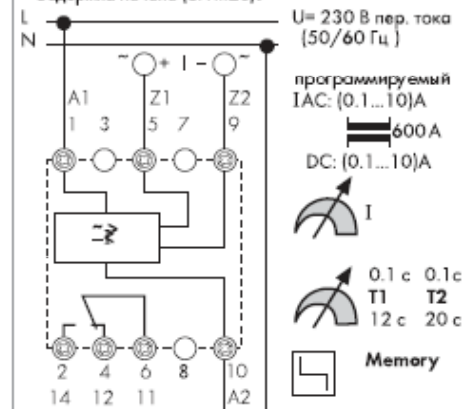 L
N
U= 230 В пер. тока
(50/60 Гц )
~ + I – ~
программируемый
A1 Z1 Z2
IAC: (0.1...10)A
1 3 5 7 9
600 A
DC: (0.1...10)A
I
0.1 с 0.1с
T1 T2
12 с 20 с
Memory
2 4 6 8 10
14 12 11 A2